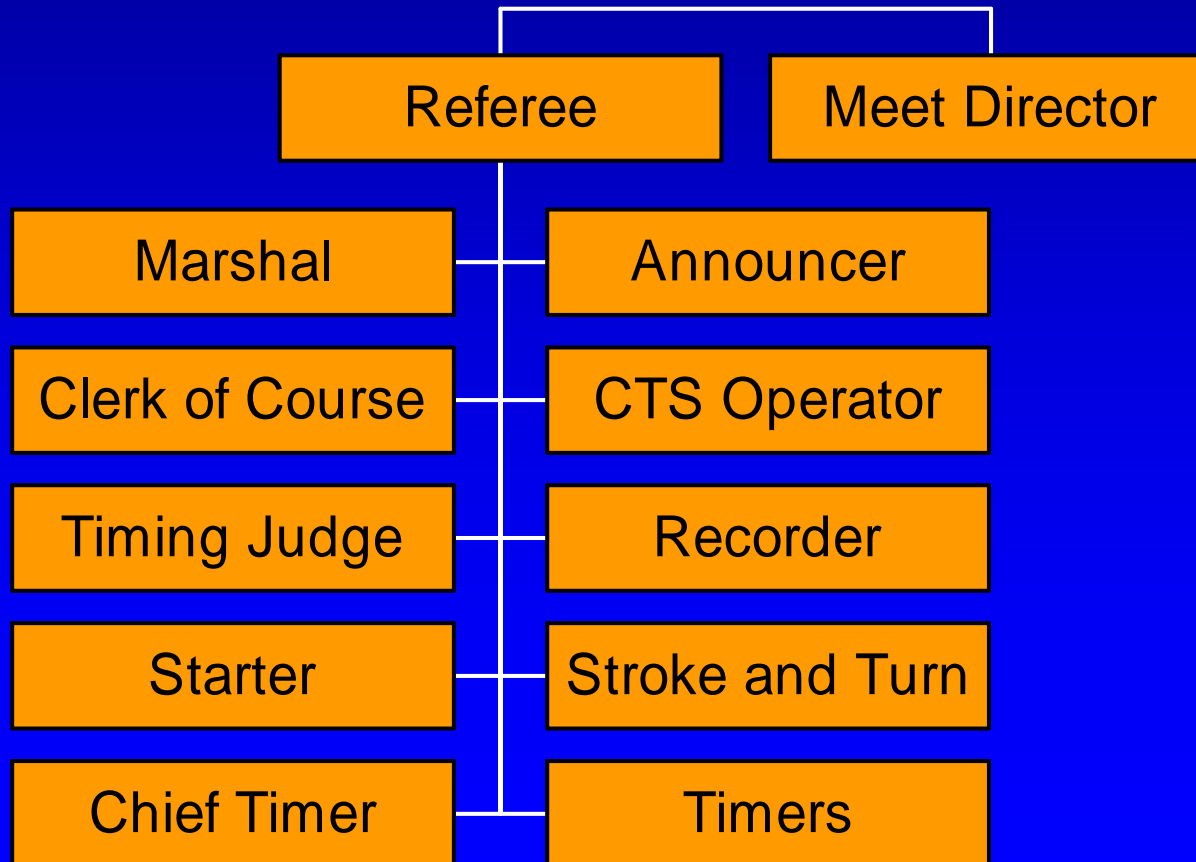 Referee
Meet Director
Marshal
Announcer
Clerk of Course
CTS Operator
Timing Judge
Recorder
Starter
Stroke and Turn
Chief Timer
Timers